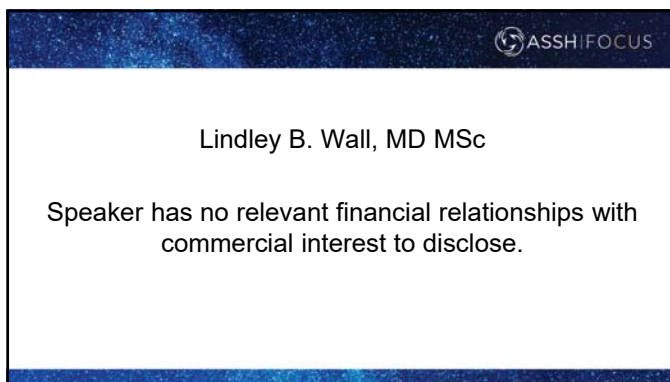 ASSH FOCUS
Lindley B. Wall, MD MSc
Speaker has no relevant financial relationships with
commercial interest to disclose.